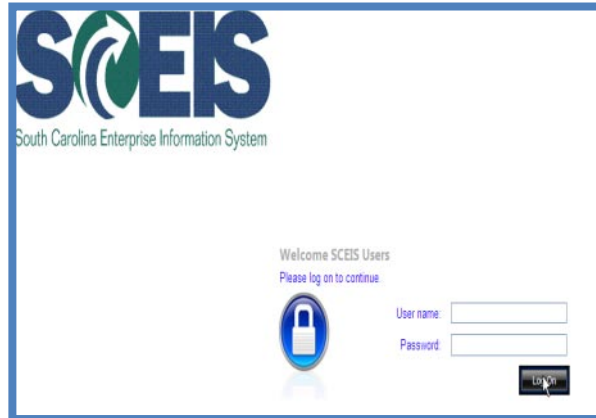 SCEIS
South Carolina Enterprise Information System
Welcome SCEIS Users
Please log on to continue
User name:
Password:
Log On